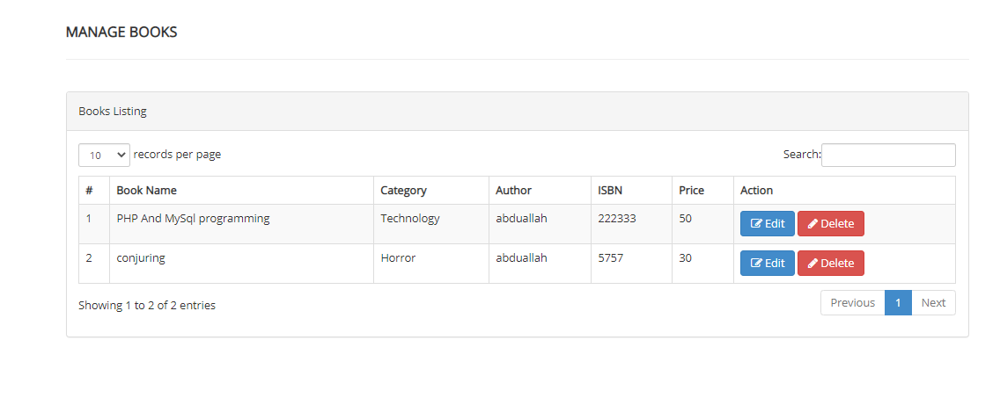 MANAGE BOOKS
Books Listing
10 records per page Search:
# Book Name Category Author ISBN Price Action
1 PHP And MySql programming Technology abduallah 222333 50 Edit Delete
2 conjuring Horror abduallah 5757 30 Edit Delete
Showing 1 to 2 of 2 entries Previous 1 Next